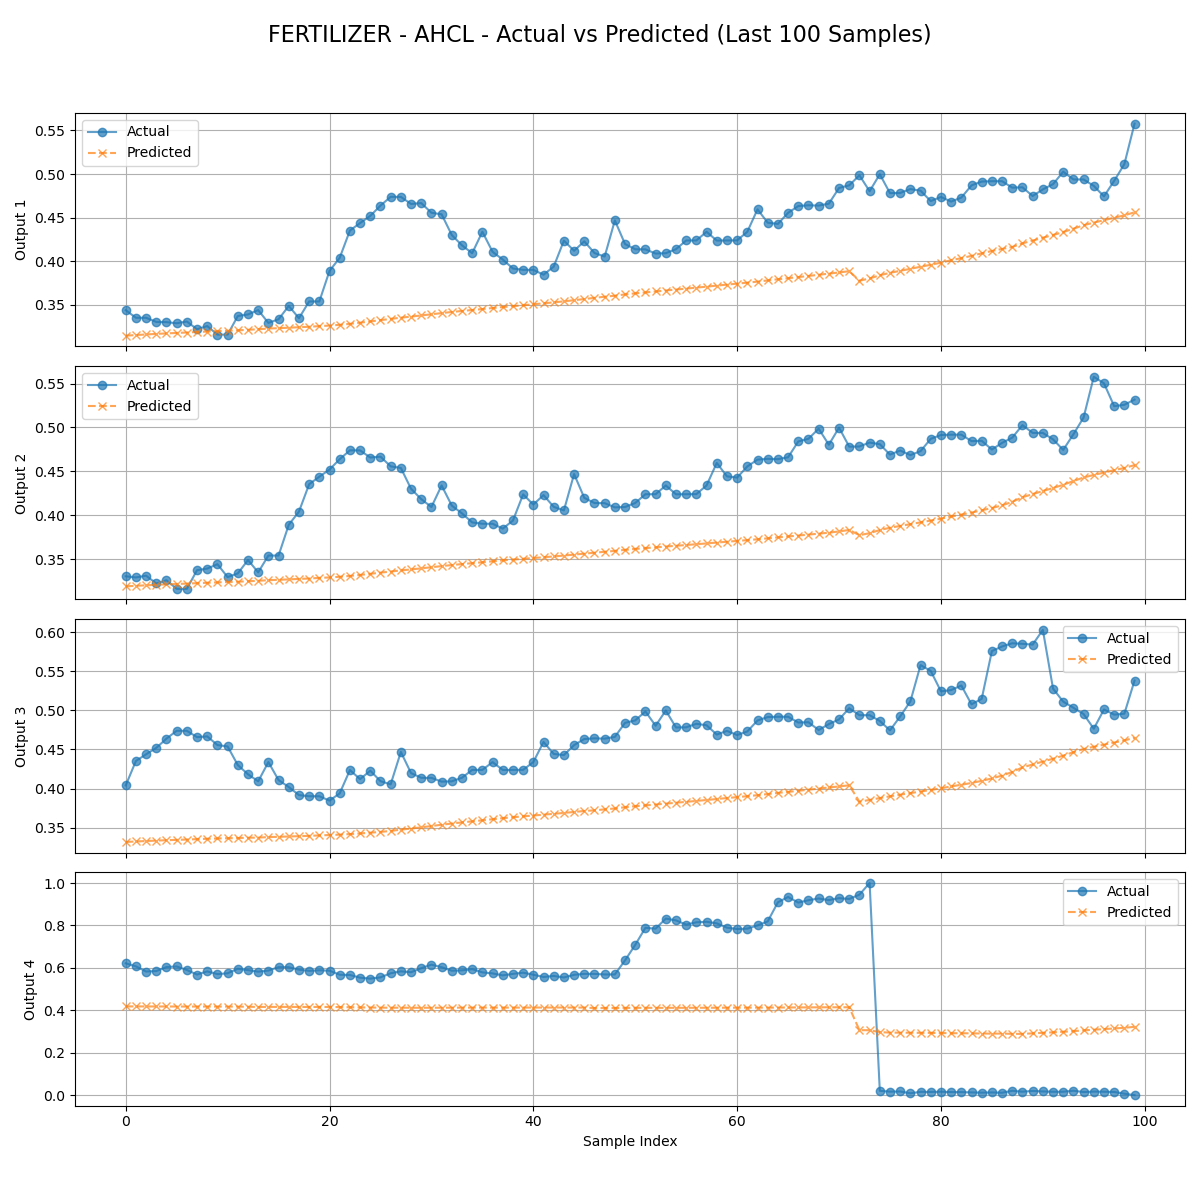 FERTILIZER - AHCL - Actual vs Predicted (Last 100 Samples)
Output 1
0.55
0.50
0.45
0.40
0.35
Actual
Predicted
Output 2
0.55
0.50
0.45
0.40
0.35
Actual
Predicted
Output 3
0.60
0.55
0.50
0.45
0.40
0.35
Actual
Predicted
Output 4
1.0
0.8
0.6
0.4
0.2
0.0
Actual
Predicted
0 20 40 60 80 100
Sample Index